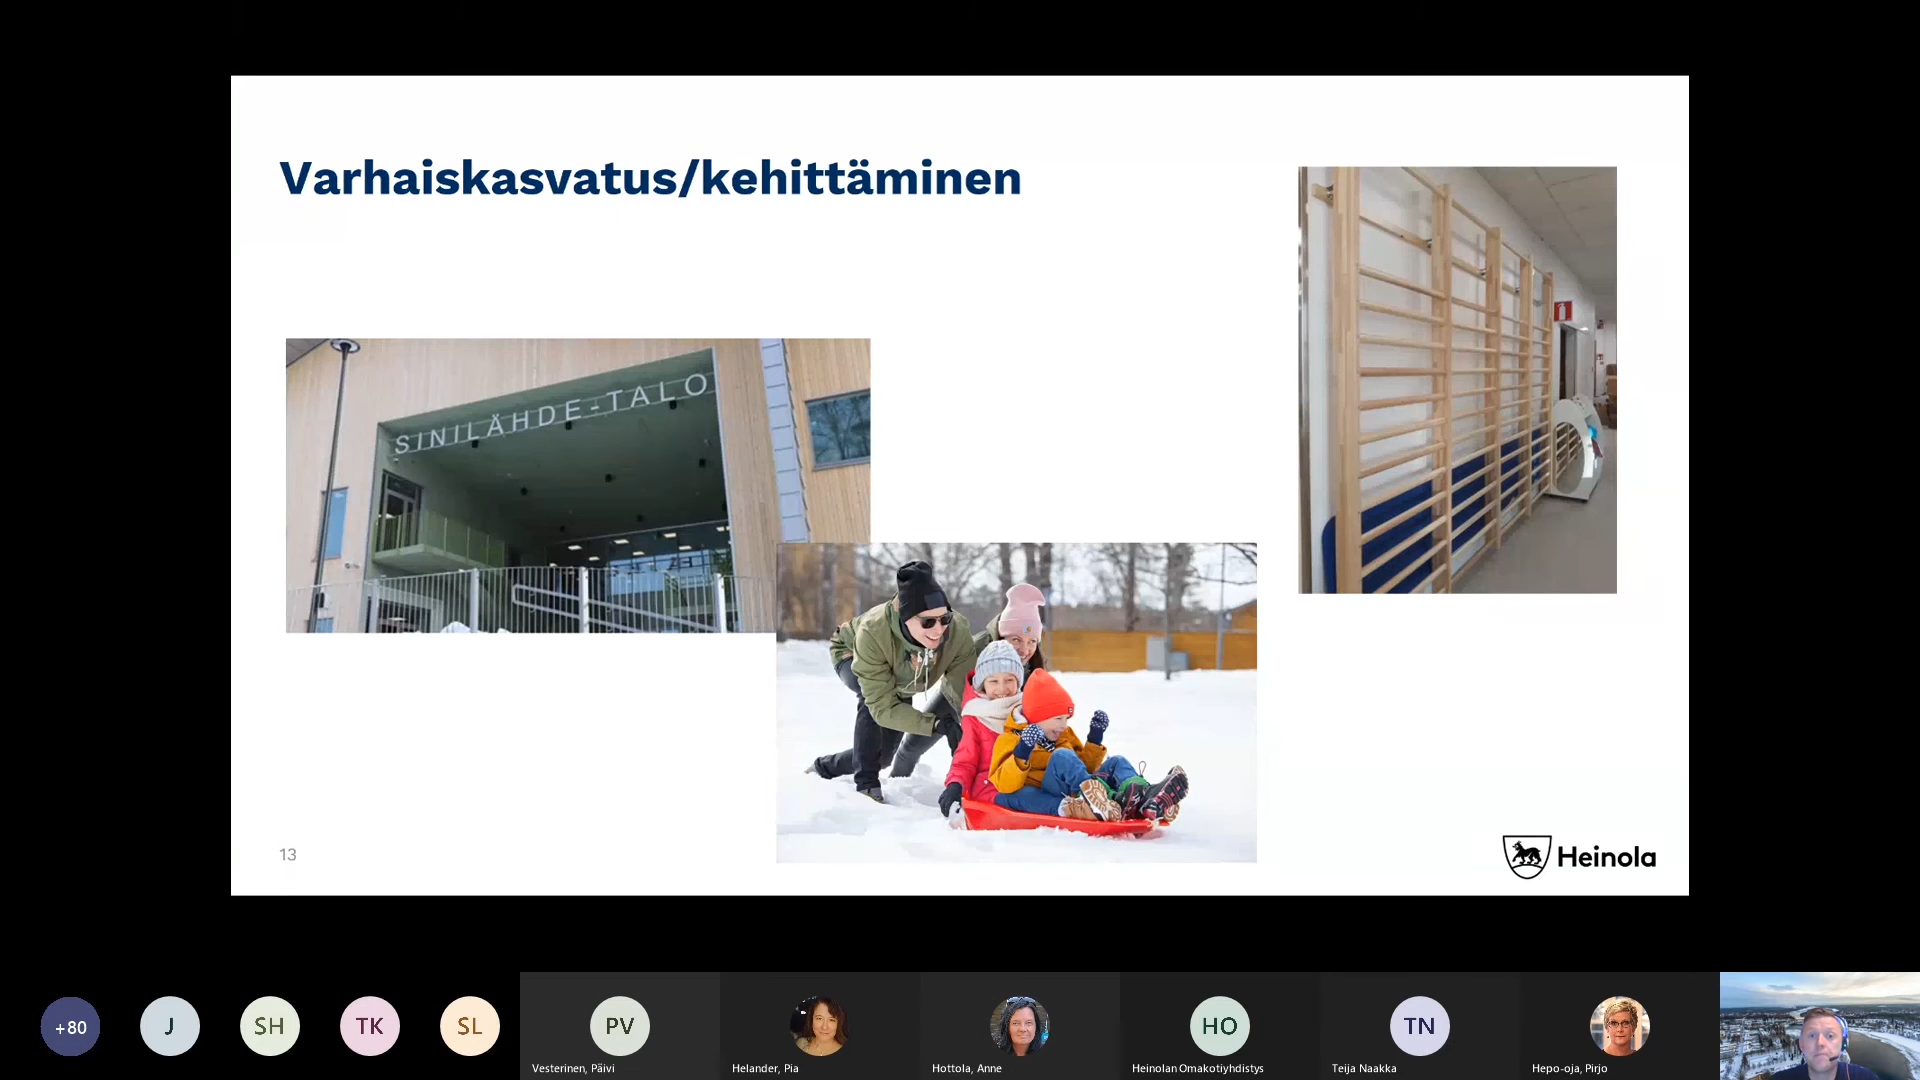 Varhaiskasvatus/kehittäminen
SINILÄHDE-TALO
13
Heinola
+80
J
SH
TK
SL
PV
HO
TN
Vesterinen, Päivi
Helander, Pia
Hottola, Anne
Heinolan Omakotiyhdistys
Teija Naakka
Hepo-oja, Pirjo